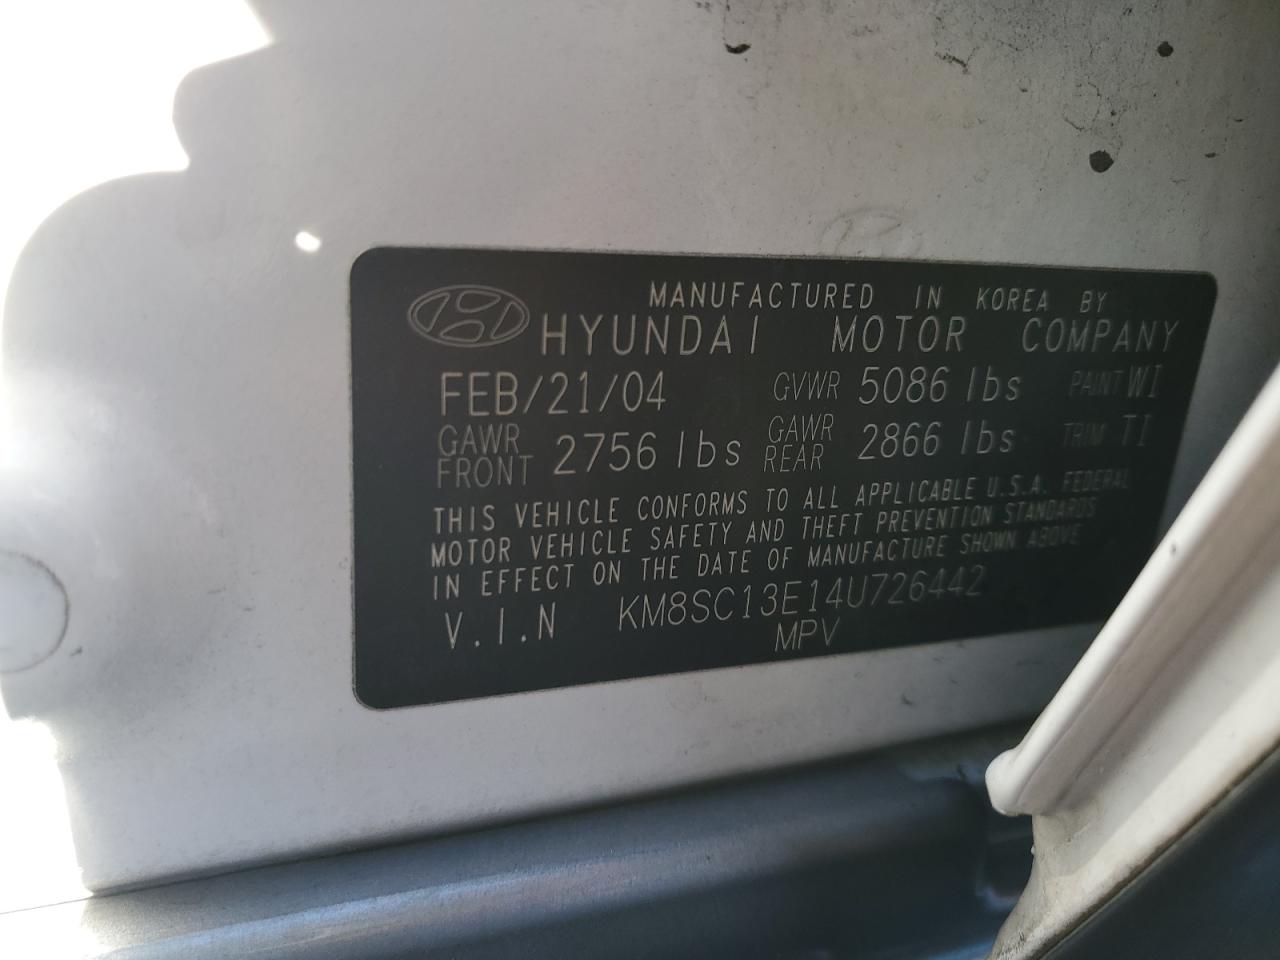 MANUFACTURED IN KOREA BY
HYUNDAI MOTOR COMPANY
FEB/21/04 GVWR 5086 lbs PAINT WI
GAWR FRONT 2756 lbs GAWR REAR 2866 lbs TRIM TI
THIS VEHICLE CONFORMS TO ALL APPLICABLE U.S.A. FEDERAL
MOTOR VEHICLE SAFETY AND THEFT PREVENTION STANDARDS
IN EFFECT ON THE DATE OF MANUFACTURE SHOWN ABOVE
V.I.N KM8SC13E14U726442
MPV